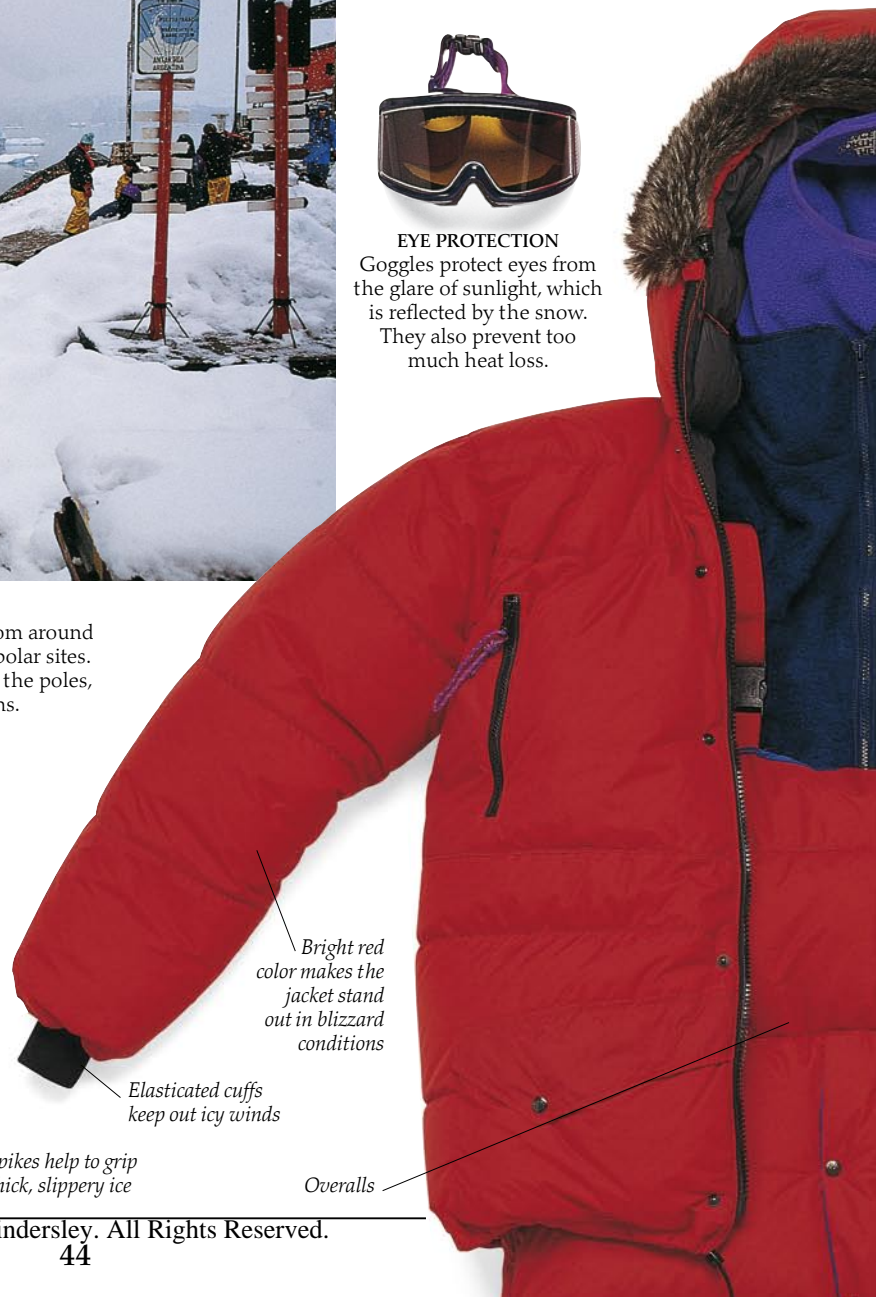 ANTARTIDA
ARGENTINA
EYE PROTECTION
Goggles protect eyes from
the glare of sunlight, which
is reflected by the snow.
They also prevent too
much heat loss.
om around
polar sites.
the poles,
ns.
Bright red
color makes the
jacket stand
out in blizzard
conditions
Elasticated cuffs
keep out icy winds
pikes help to grip
hick, slippery ice
Overalls
indersley. All Rights Reserved.
44